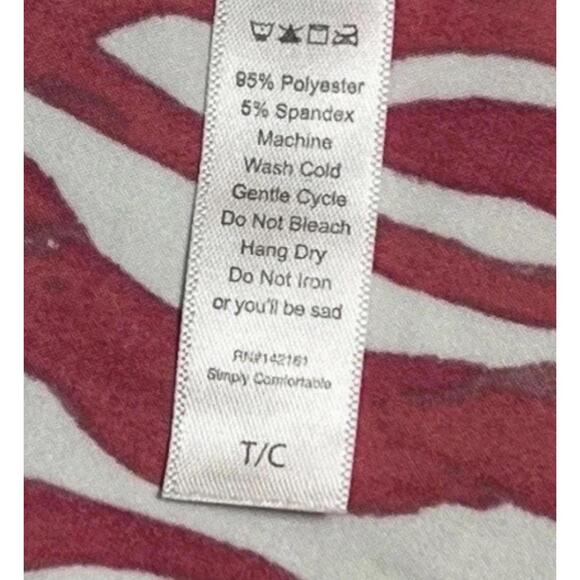 95% Polyester
5% Spandex
Machine
Wash Cold
Gentle Cycle
Do Not Bleach
Hang Dry
Do Not Iron
or you'll be sad
RN#142161
Simply Comfortable
T/C